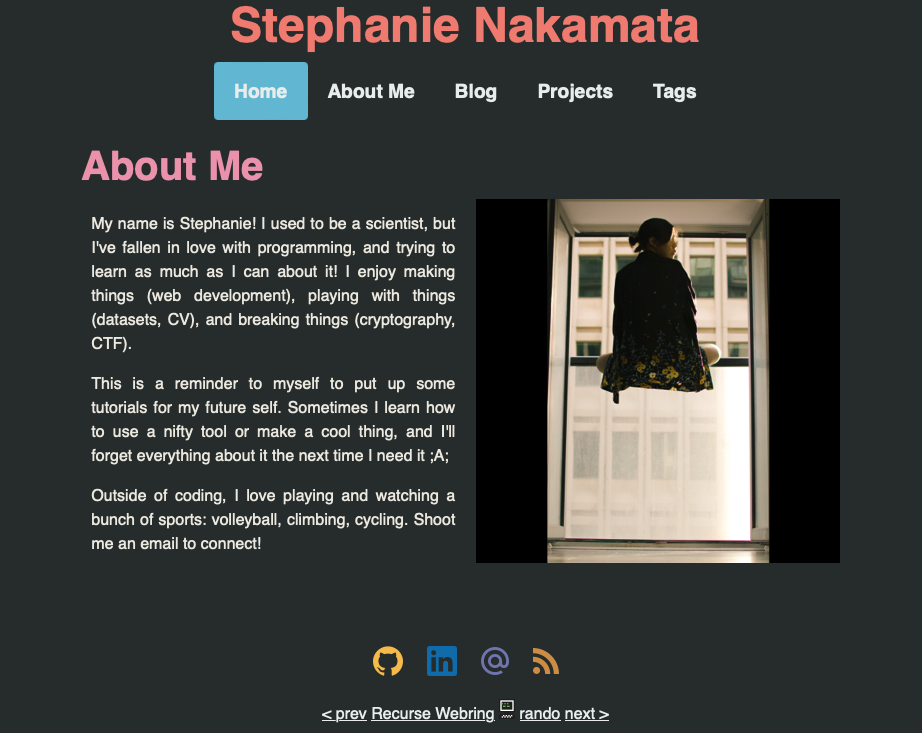 Stephanie Nakamata
Home About Me Blog Projects Tags
About Me
My name is Stephanie! I used to be a scientist, but
I've fallen in love with programming, and trying to
learn as much as I can about it! I enjoy making
things (web development), playing with things
(datasets, CV), and breaking things (cryptography,
CTF).
This is a reminder to myself to put up some
tutorials for my future self. Sometimes I learn how
to use a nifty tool or make a cool thing, and I'll
forget everything about it the next time I need it ;A;
Outside of coding, I love playing and watching a
bunch of sports: volleyball, climbing, cycling. Shoot
me an email to connect!
in @
< prev Recurse Webring rando next >